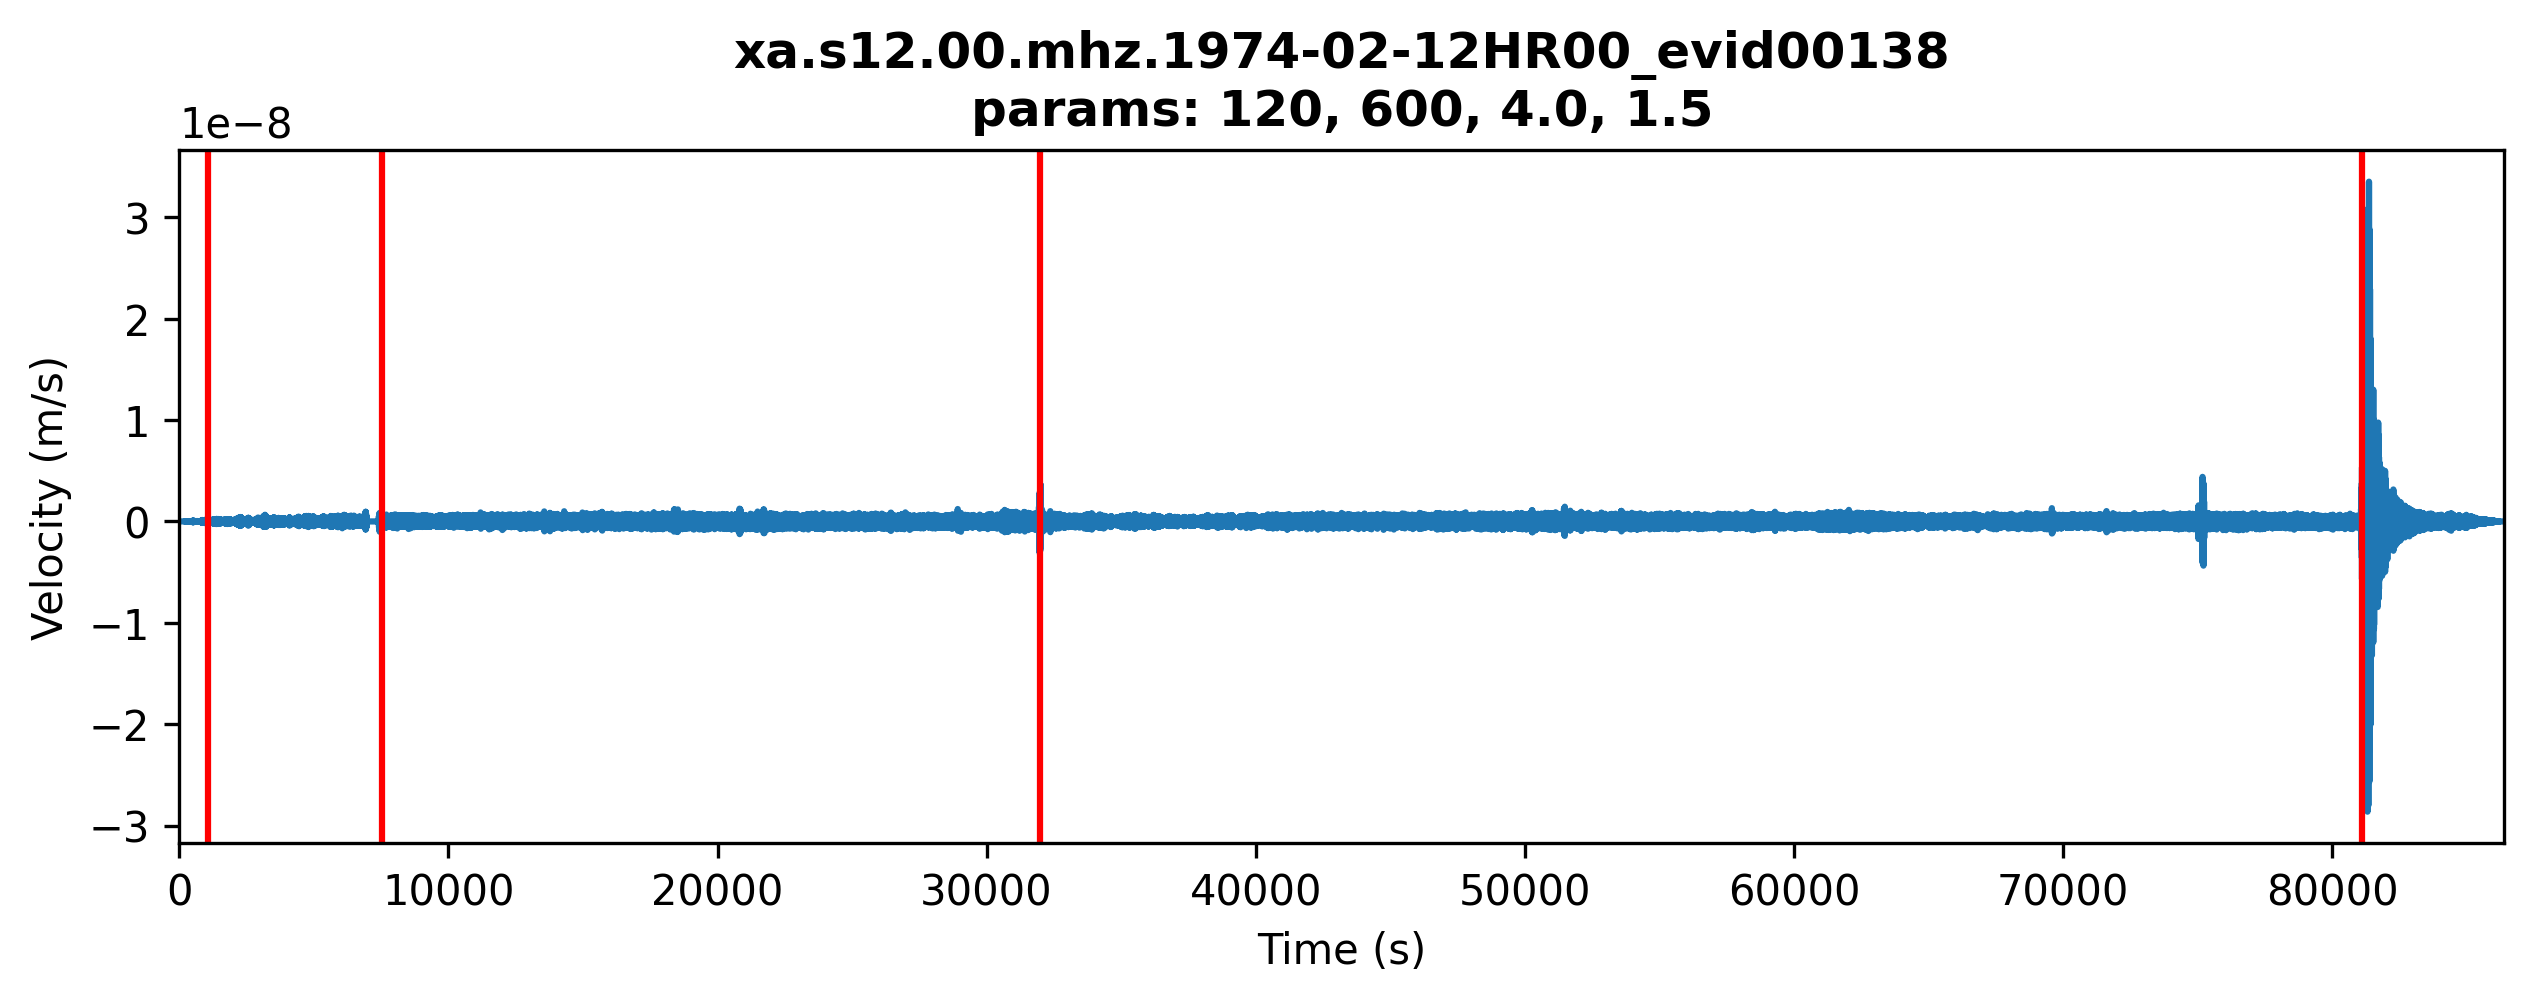 xa.s12.00.mhz.1974-02-12HR00_evid00138
params: 120, 600, 4.0, 1.5
1e−8
3
2
1
0
−1
−2
−3
Velocity (m/s)
0 10000 20000 30000 40000 50000 60000 70000 80000
Time (s)